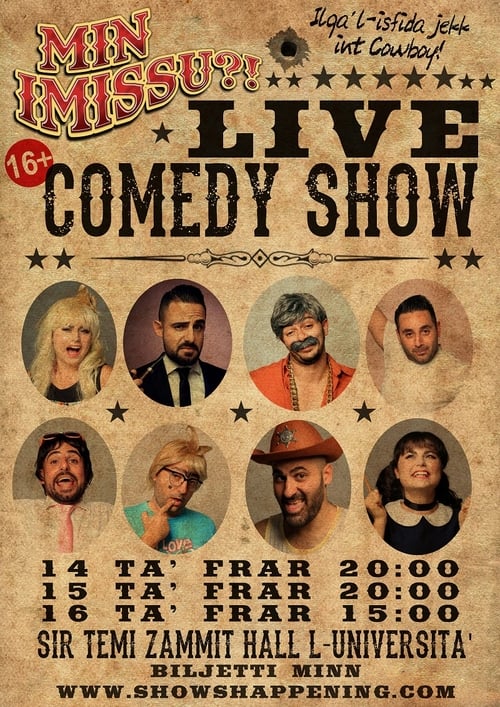 MIN
IMISSU?!
Ilqa' l-isfida jekk
int Cowboy!
LIVE
16+
COMEDY SHOW
LOVE
14 TA' FRAR 20:00
15 TA' FRAR 20:00
16 TA' FRAR 15:00
SIR TEMI ZAMMIT HALL L-UNIVERSITA'
BILJETTI MINN
WWW.SHOWSHAPPENING.COM